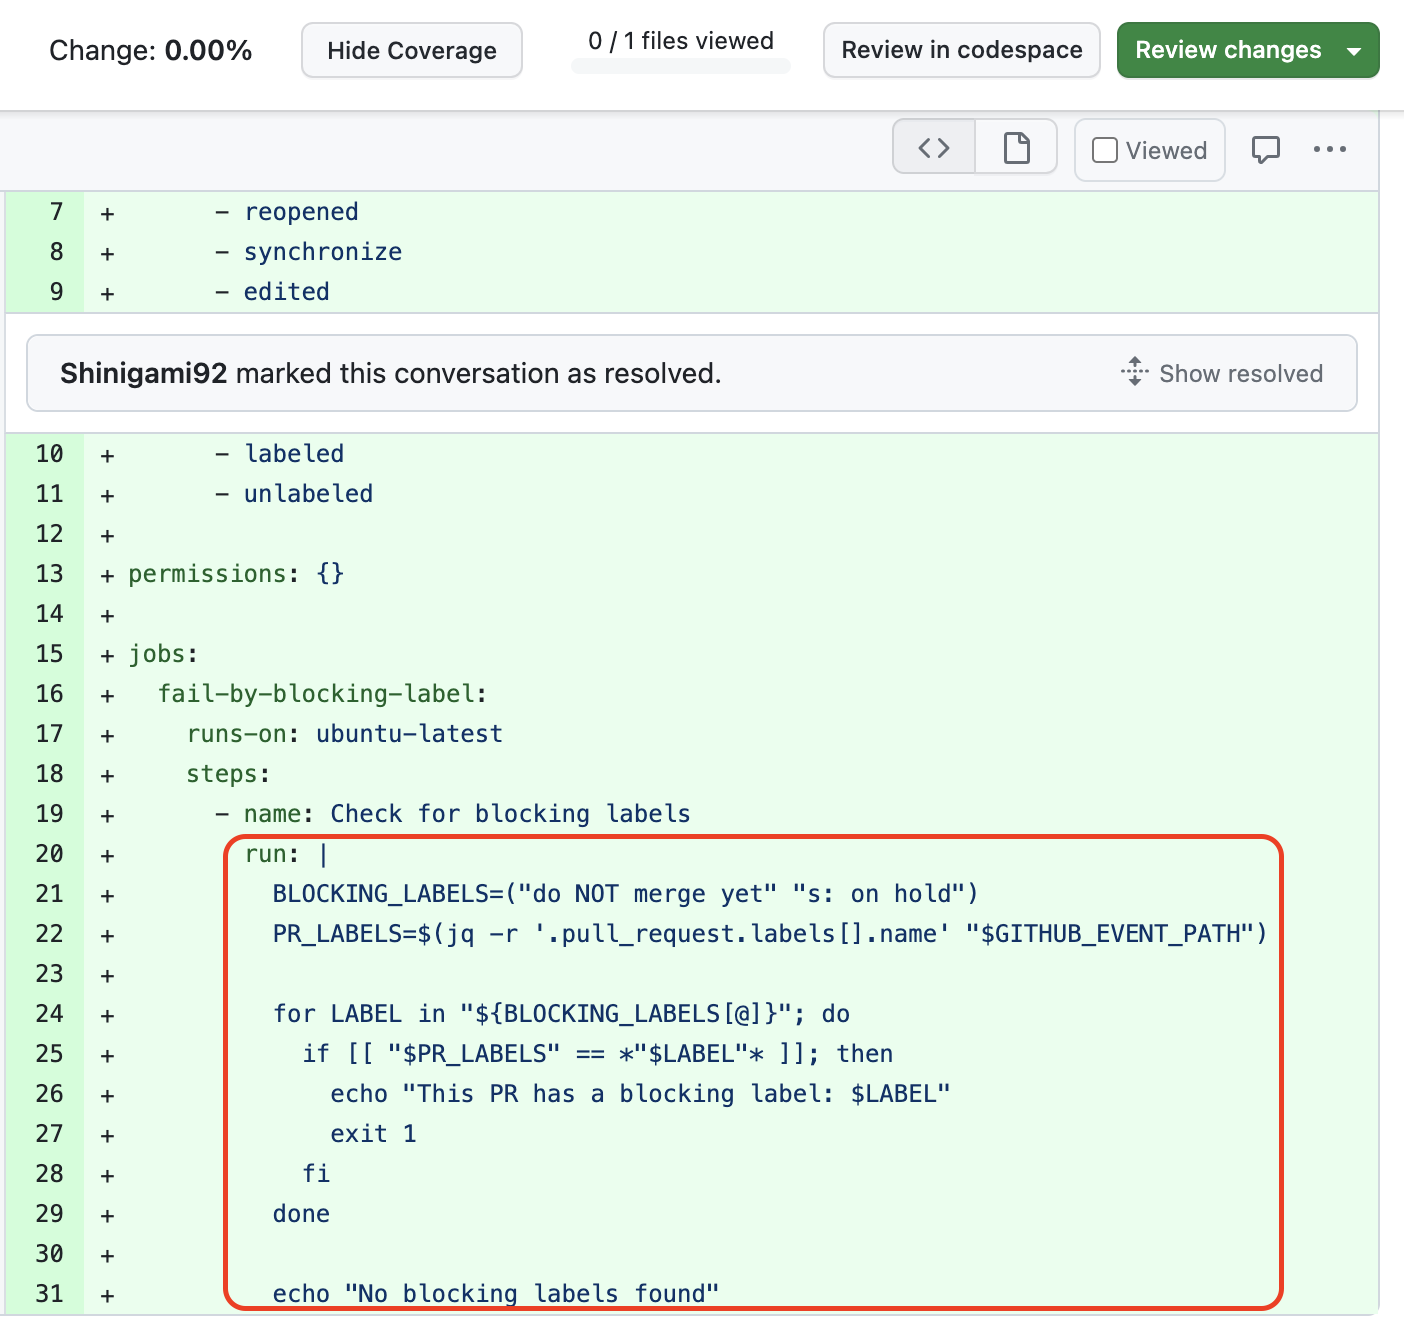 Change: 0.00% Hide Coverage 0 / 1 files viewed Review in codespace Review changes
Viewed
7 + - reopened
8 + - synchronize
9 + - edited
Shinigami92 marked this conversation as resolved. Show resolved
10 + - labeled
11 + - unlabeled
12 +
13 + permissions: {}
14 +
15 + jobs:
16 + fail-by-blocking-label:
17 + runs-on: ubuntu-latest
18 + steps:
19 + - name: Check for blocking labels
20 + run: |
21 + BLOCKING_LABELS=("do NOT merge yet" "s: on hold")
22 + PR_LABELS=$(jq -r '.pull_request.labels[].name' "$GITHUB_EVENT_PATH")
23 +
24 + for LABEL in "${BLOCKING_LABELS[@]}"; do
25 + if [[ "$PR_LABELS" == *"$LABEL"* ]]; then
26 + echo "This PR has a blocking label: $LABEL"
27 + exit 1
28 + fi
29 + done
30 +
31 + echo "No blocking labels found"